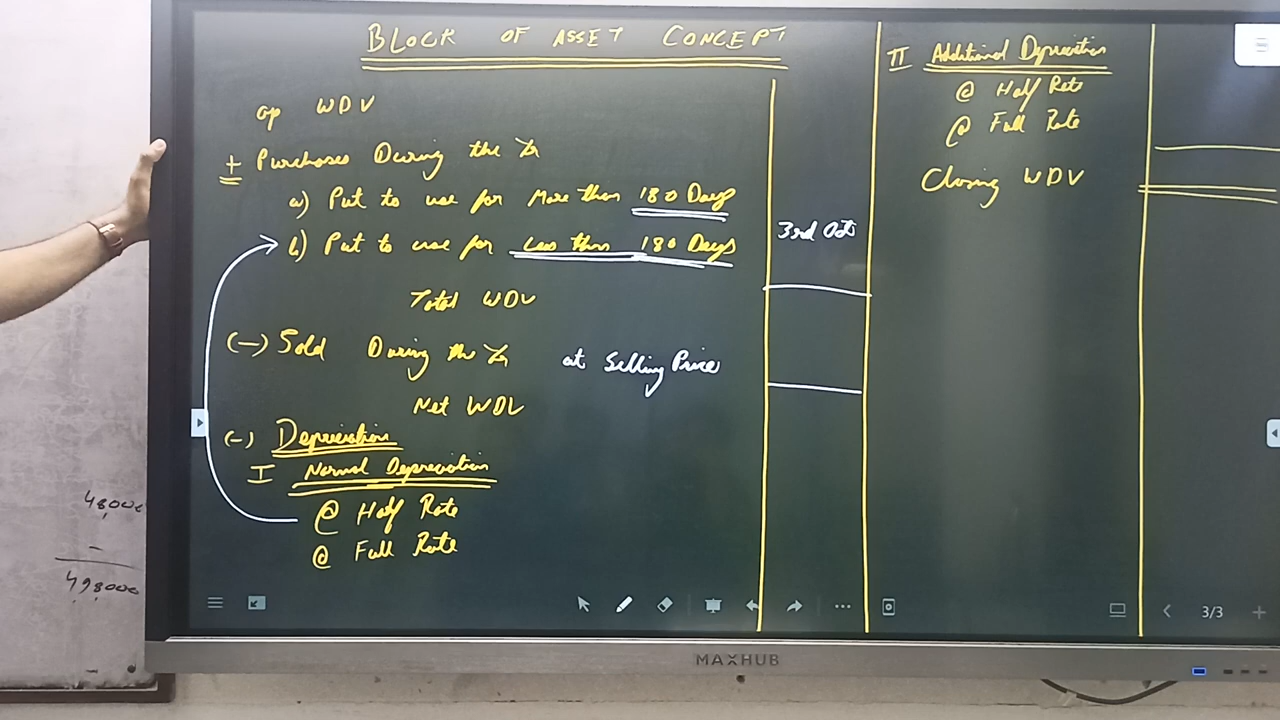 BLOCK OF ASSET CONCEPT
op WDV
+ Purchases During the Yr
a) Put to use for More than 180 Days
b) Put to use for Less than 180 Days
3rd Oct
Total WDV
(-) Sold During the Yr at Selling Price
Net WDV
(-) Depreciation
I Normal Depreciation
@ Half Rate
@ Full Rate
II Additional Depreciation
@ Half Rate
@ Full Rate
Closing WDV
48,000
-
498000
3/3
MAXHUB